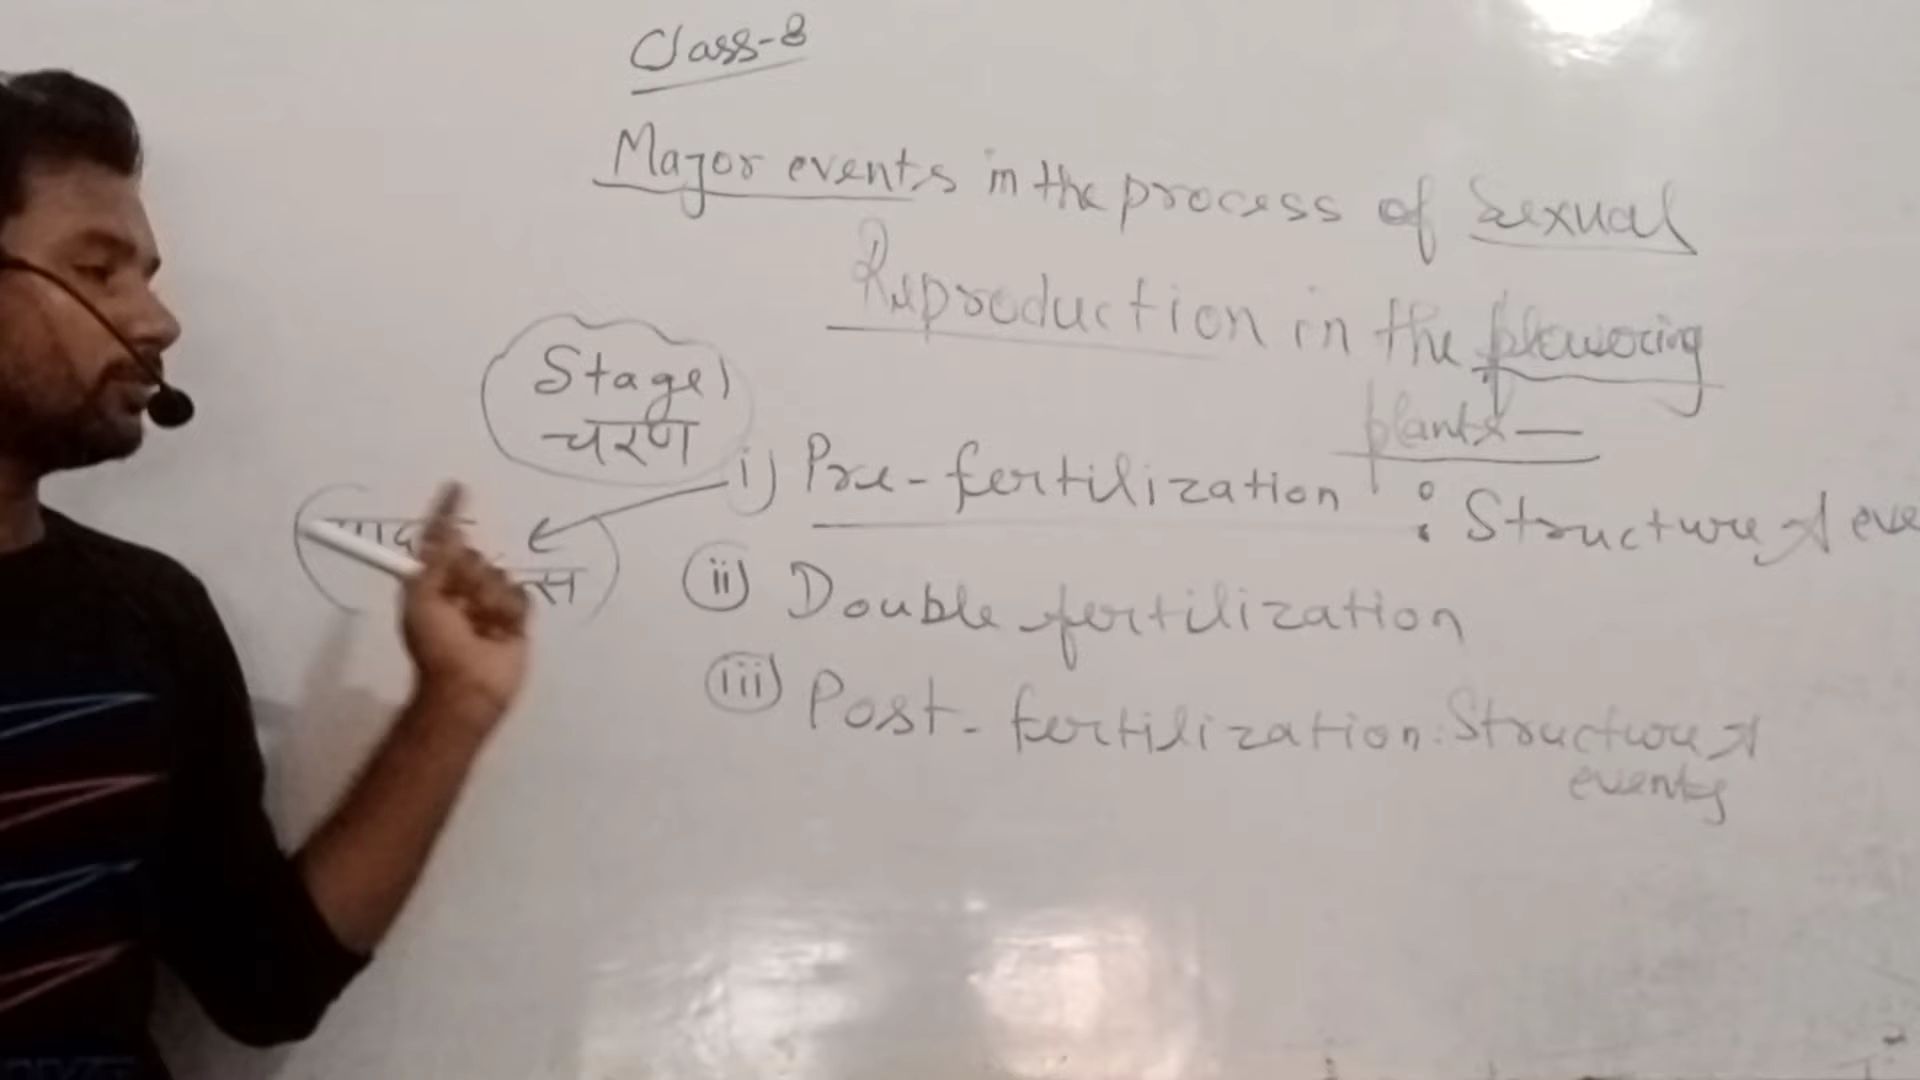 Class-8
Major events in the process of Sexual
Reproduction in the flowering
plants —
Stage)
चरण
i) Pre-fertilization : Structure & eve
ii) Double fertilization
iii) Post-fertilization: Structure &
events